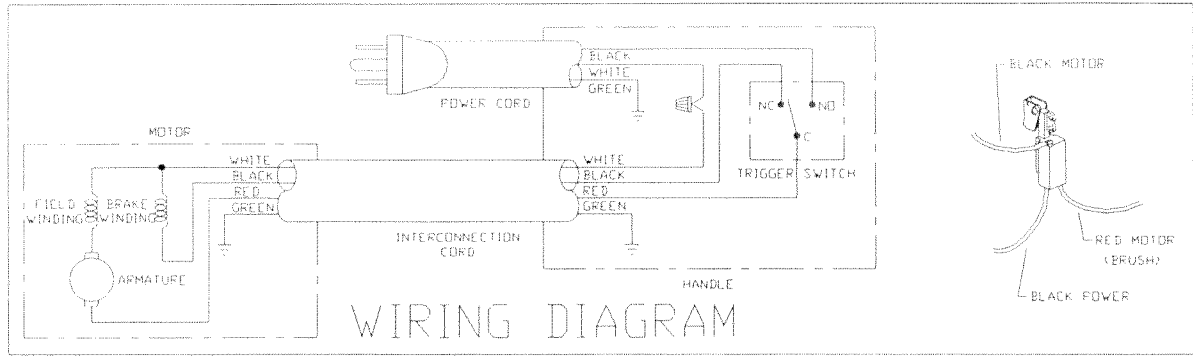 BLACK
WHITE
GREEN
POWER CORD
NC
NO
C
TRIGGER SWITCH
MOTOR
WHITE
BLACK
RED
GREEN
WHITE
BLACK
RED
GREEN
FIELD
WINDING
BRAKE
WINDING
ARMATURE
INTERCONNECTION
CORD
HANDLE
WIRING DIAGRAM
BLACK MOTOR
RED MOTOR
(BRUSH)
BLACK POWER